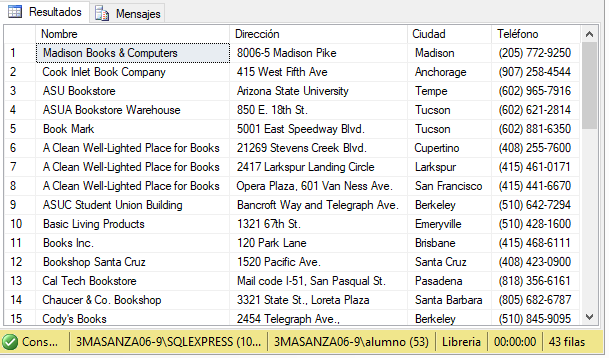 Resultados Mensajes
Nombre Dirección Ciudad Teléfono
1 Madison Books & Computers 8006-5 Madison Pike Madison (205) 772-9250
2 Cook Inlet Book Company 415 West Fifth Ave Anchorage (907) 258-4544
3 ASU Bookstore Arizona State University Tempe (602) 965-7916
4 ASUA Bookstore Warehouse 850 E. 18th St. Tucson (602) 621-2814
5 Book Mark 5001 East Speedway Blvd. Tucson (602) 881-6350
6 A Clean Well-Lighted Place for Books 21269 Stevens Creek Blvd. Cupertino (408) 255-7600
7 A Clean Well-Lighted Place for Books 2417 Larkspur Landing Circle Larkspur (415) 461-0171
8 A Clean Well-Lighted Place for Books Opera Plaza, 601 Van Ness Ave. San Francisco (415) 441-6670
9 ASUC Student Union Building Bancroft Way and Telegraph Ave. Berkeley (510) 642-7294
10 Basic Living Products 1321 67th St. Emeryville (510) 428-1600
11 Books Inc. 120 Park Lane Brisbane (415) 468-6111
12 Bookshop Santa Cruz 1520 Pacific Ave. Santa Cruz (408) 423-0900
13 Cal Tech Bookstore Mail code I-51, San Pasqual St. Pasadena (818) 356-6161
14 Chaucer & Co. Bookshop 3321 State St., Loreta Plaza Santa Barbara (805) 682-6787
15 Cody's Books 2454 Telegraph Ave., Berkeley (510) 845-9095
Cons... 3MASANZA06-9\SQLEXPRESS (10... 3MASANZA06-9\alumno (53) Libreria 00:00:00 43 filas